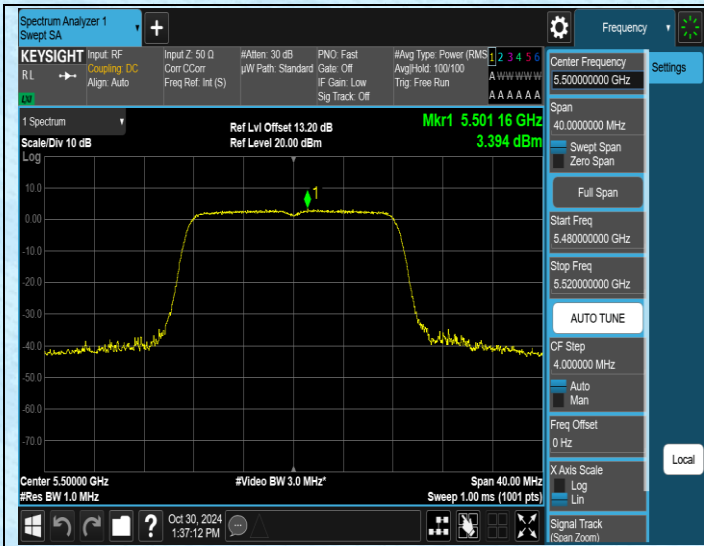 Spectrum Analyzer 1
Swept SA
+
Frequency
KEYSIGHT
RL
LXI
Input: RF
Coupling: DC
Align: Auto
Input Z: 50 Ω
Corr CCorr
Freq Ref: Int (S)
#Atten: 30 dB
µW Path: Standard
PNO: Fast
Gate: Off
IF Gain: Low
Sig Track: Off
#Avg Type: Power (RMS
Avg|Hold: 100/100
Trig: Free Run
1 2 3 4 5 6
A W W W W W
A A A A A A
1 Spectrum
Scale/Div 10 dB
Ref Lvl Offset 13.20 dB
Ref Level 20.00 dBm
Mkr1 5.501 16 GHz
3.394 dBm
Log
1
10.0
0.00
-10.0
-20.0
-30.0
-40.0
-50.0
-60.0
-70.0
Center 5.50000 GHz
#Res BW 1.0 MHz
#Video BW 3.0 MHz*
Span 40.00 MHz
Sweep 1.00 ms (1001 pts)
Center Frequency
5.500000000 GHz
Settings
Span
40.0000000 MHz
Swept Span
Zero Span
Full Span
Start Freq
5.480000000 GHz
Stop Freq
5.520000000 GHz
AUTO TUNE
CF Step
4.000000 MHz
Auto
Man
Freq Offset
0 Hz
X Axis Scale
Log
Lin
Local
Signal Track
(Span Zoom)
?
Oct 30, 2024
1:37:12 PM